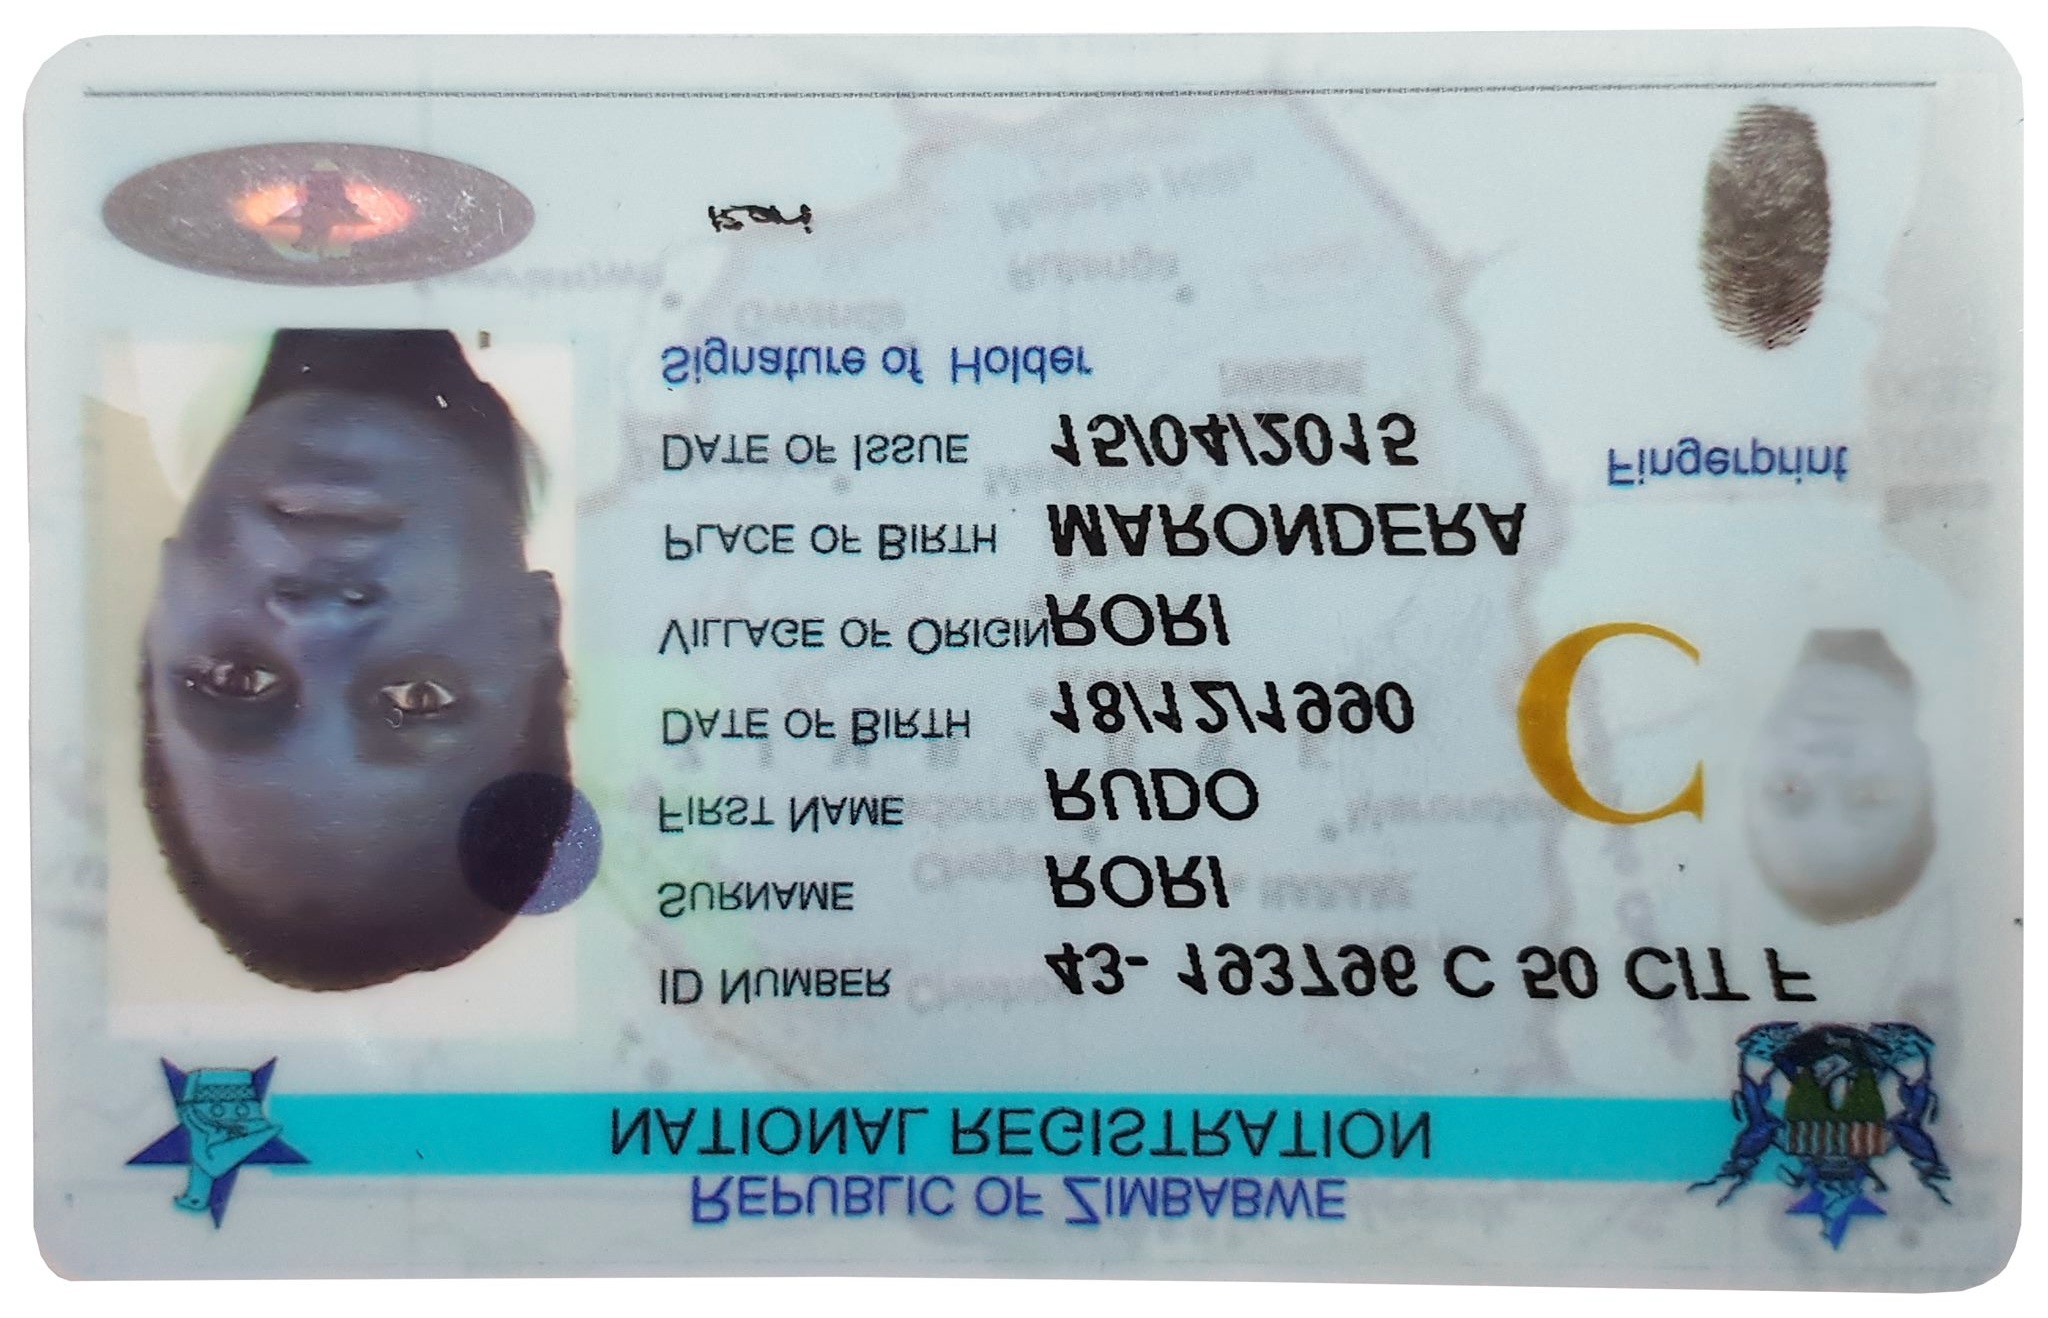 REPUBLIC OF ZIMBABWE
NATIONAL REGISTRATION
ID NUMBER 43- 193796 C 50 CIT F
SURNAME RORI
FIRST NAME RUDO
DATE OF BIRTH 18/12/1990
VILLAGE OF ORIGIN RORI
PLACE OF BIRTH MARONDERA
DATE OF ISSUE 15/04/2015
Signature of Holder
Fingerprint
C
Rori